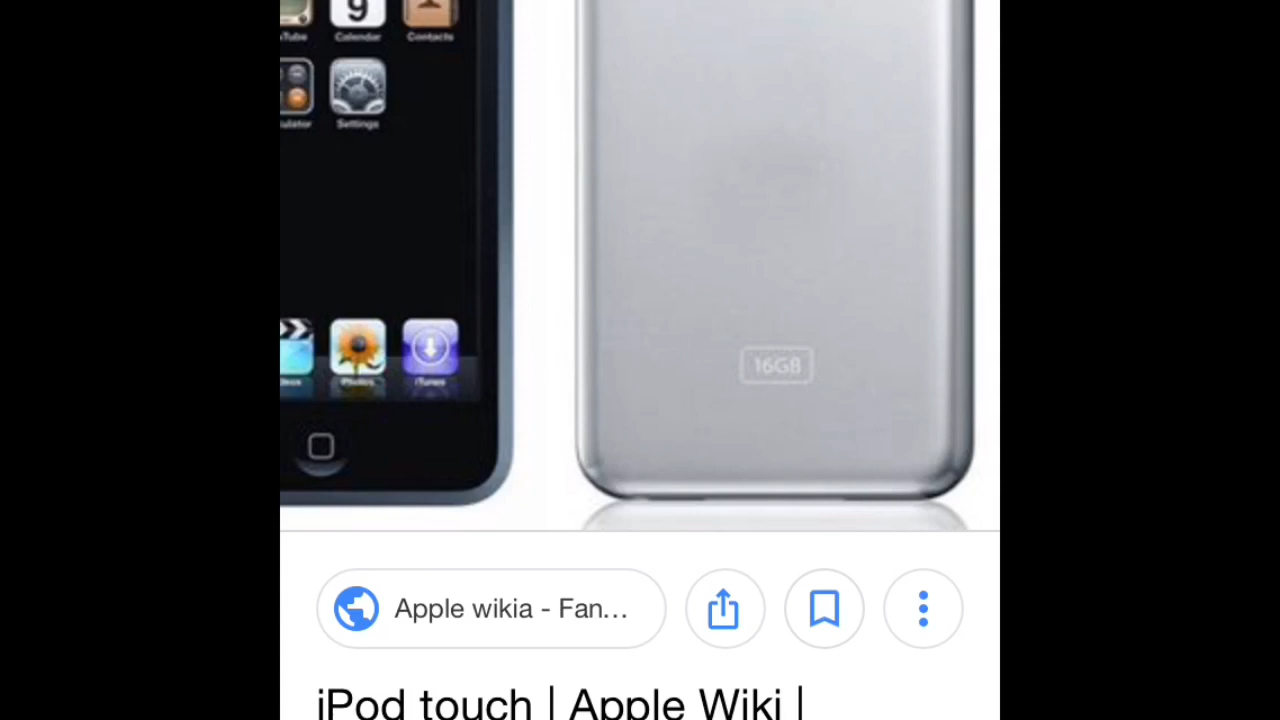 9
Calendar
Contacts
Settings
Photos
iTunes
16GB
Apple wikia - Fan...
iPod touch | Apple Wiki |